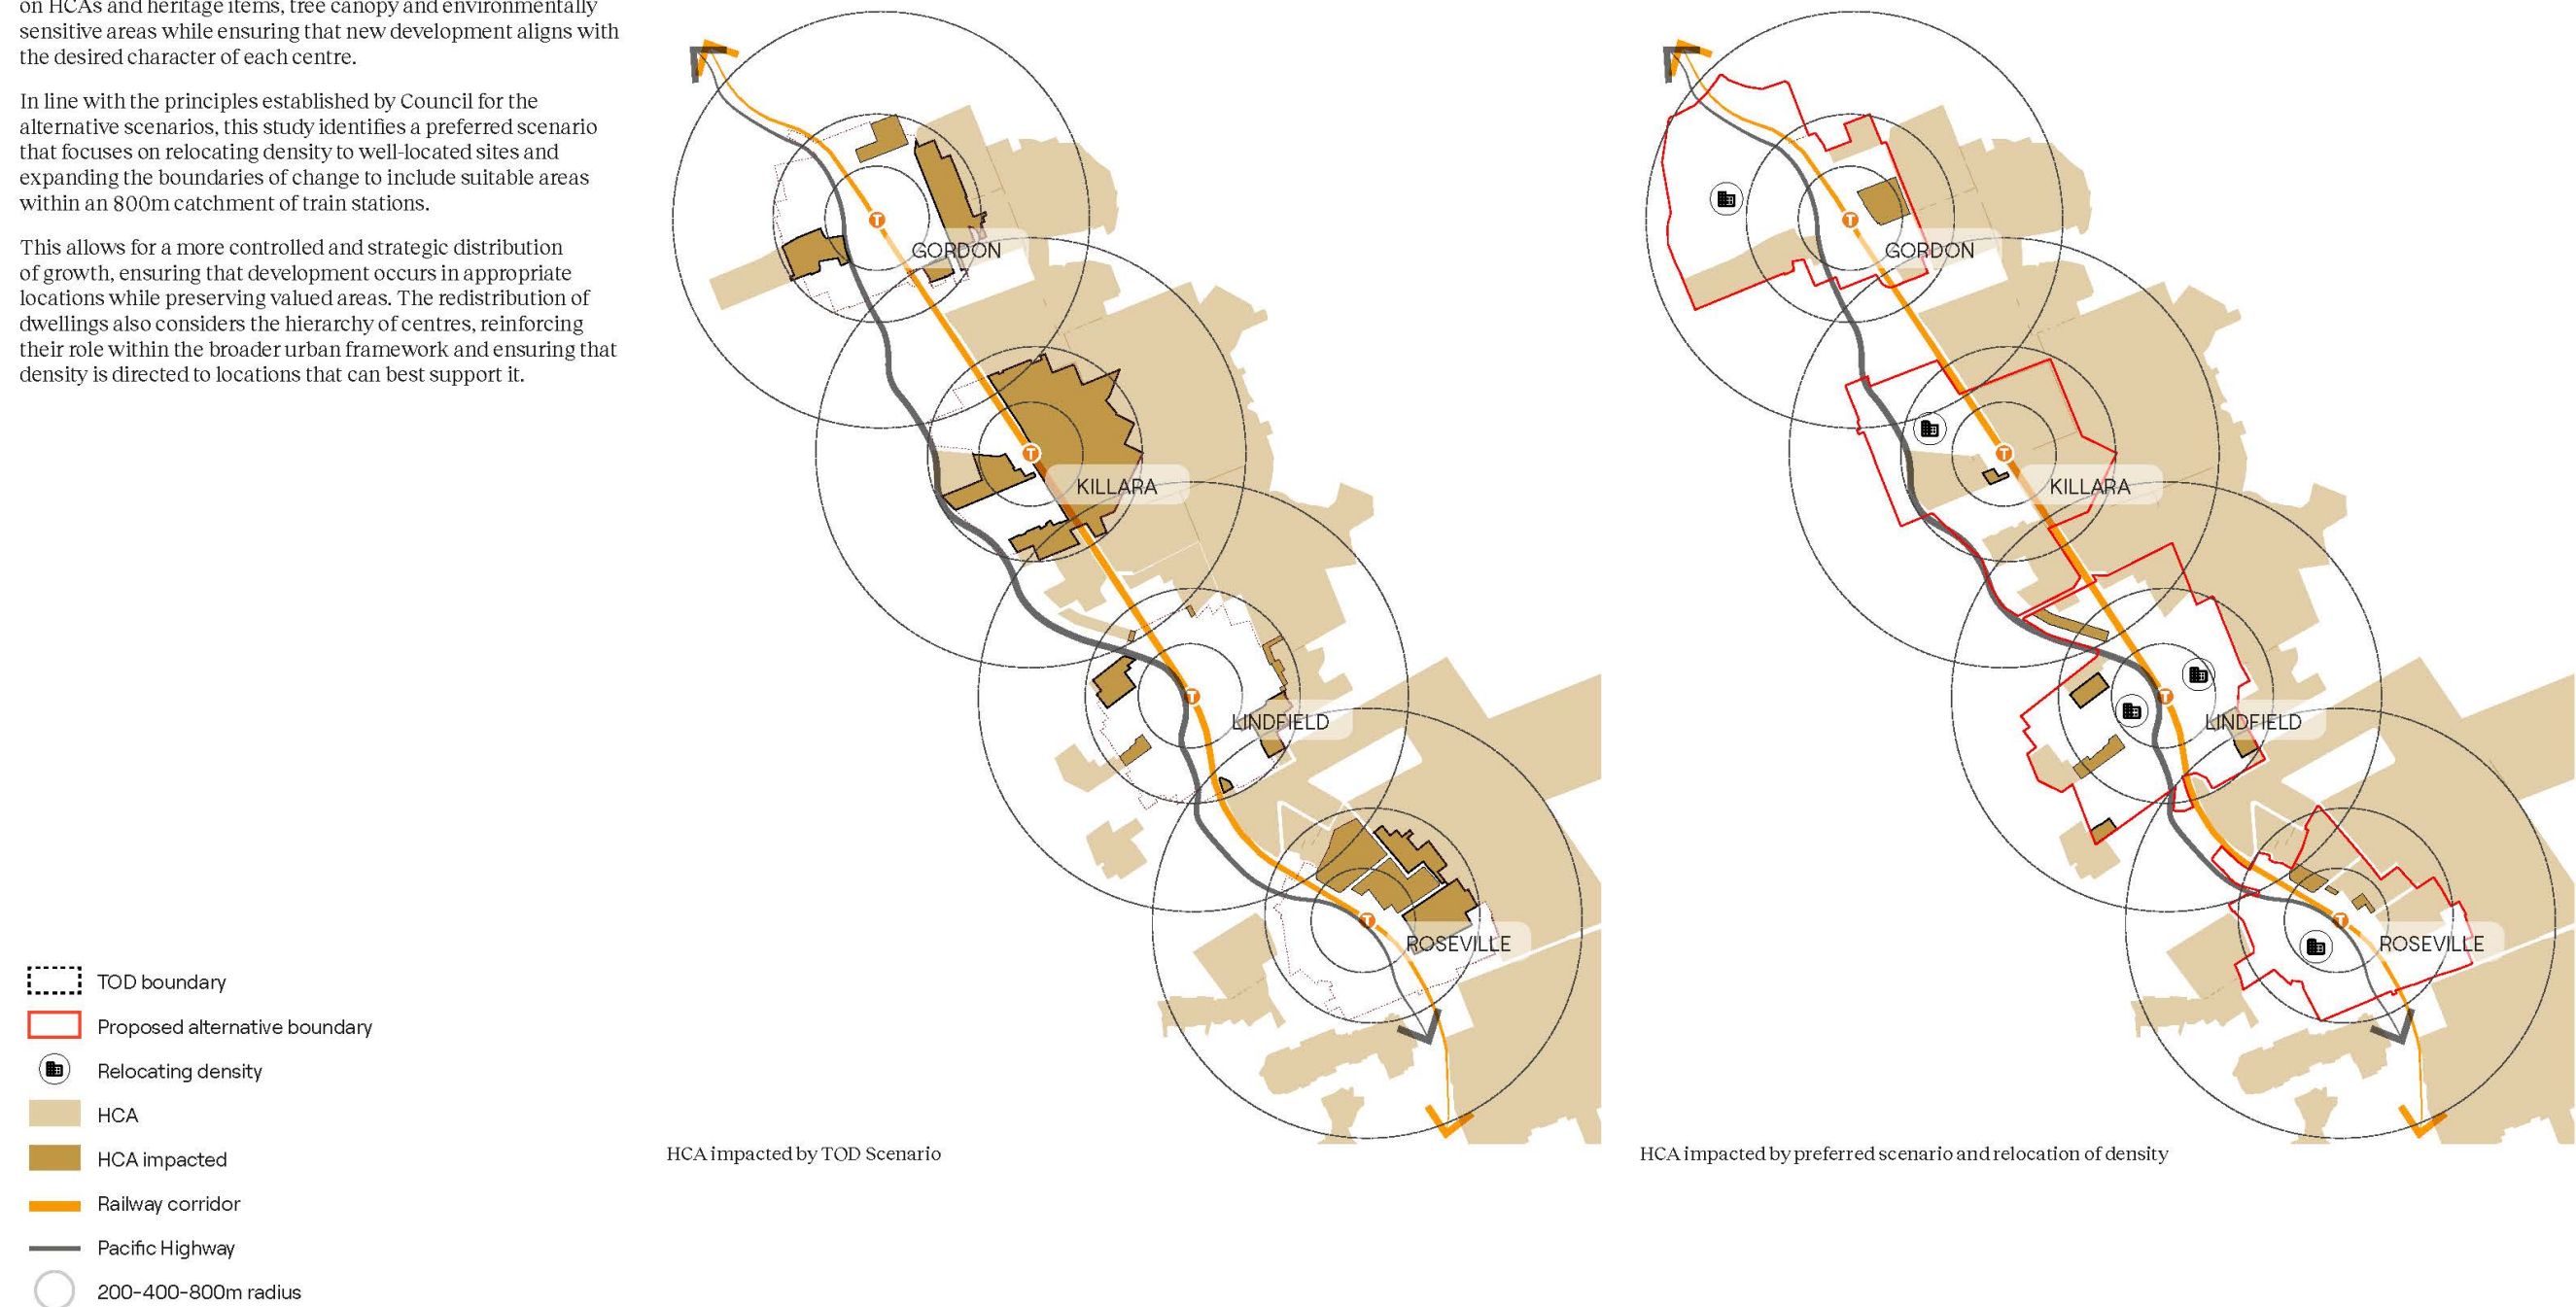 on HCAs and heritage items, tree canopy and environmentally
sensitive areas while ensuring that new development aligns with
the desired character of each centre.
In line with the principles established by Council for the
alternative scenarios, this study identifies a preferred scenario
that focuses on relocating density to well-located sites and
expanding the boundaries of change to include suitable areas
within an 800m catchment of train stations.
This allows for a more controlled and strategic distribution
of growth, ensuring that development occurs in appropriate
locations while preserving valued areas. The redistribution of
dwellings also considers the hierarchy of centres, reinforcing
their role within the broader urban framework and ensuring that
density is directed to locations that can best support it.
TOD boundary
Proposed alternative boundary
Relocating density
HCA
HCA impacted
Railway corridor
Pacific Highway
200-400-800m radius
T
GORDON
T
KILLARA
T
LINDFIELD
T
ROSEVILLE
HCA impacted by TOD Scenario
T
GORDON
T
KILLARA
T
LINDFIELD
T
ROSEVILLE
HCA impacted by preferred scenario and relocation of density